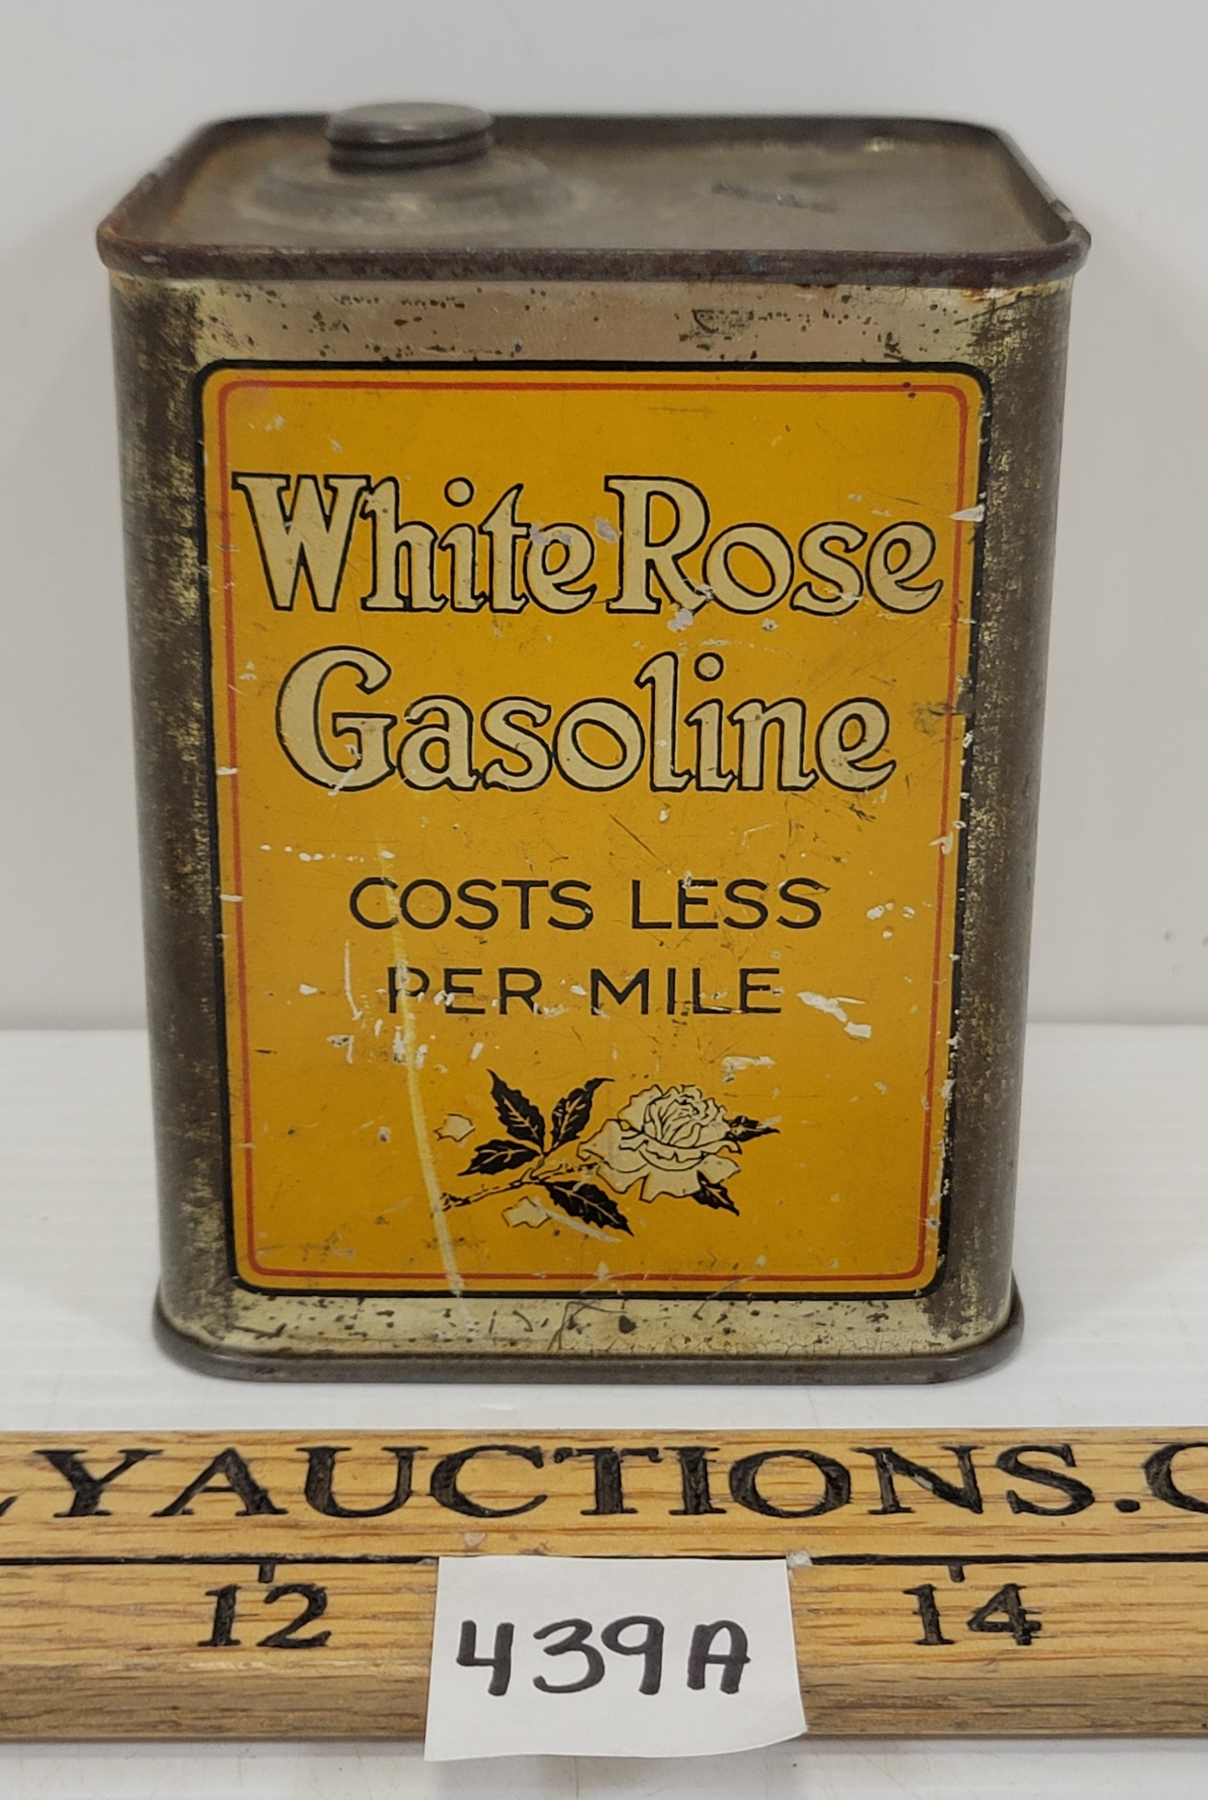 White Rose
Gasoline
COSTS LESS
PER MILE
YAUCTIONS.C
12 14
439A